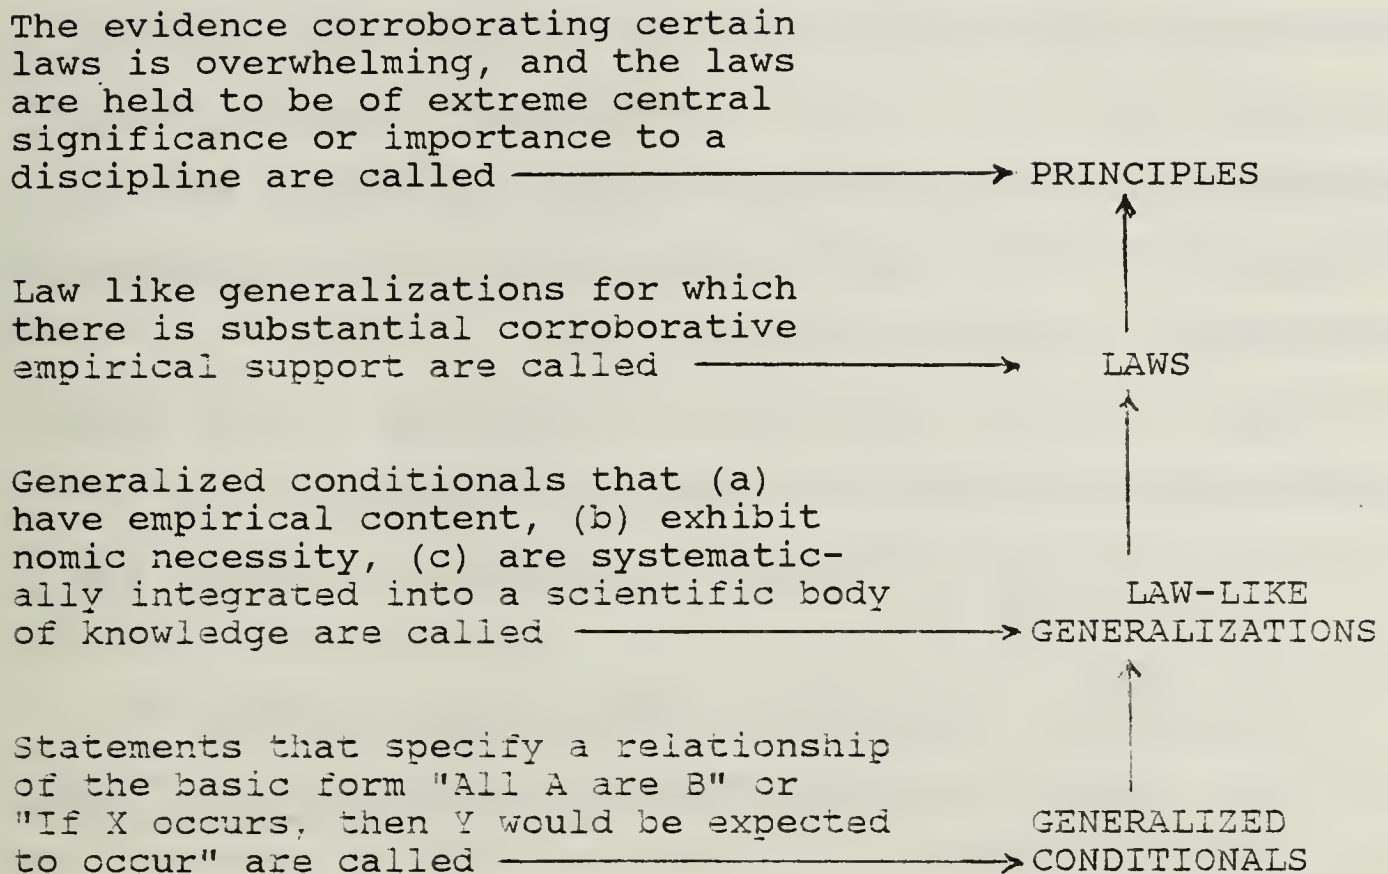 The evidence corroborating certain
laws is overwhelming, and the laws
are held to be of extreme central
significance or importance to a
discipline are called PRINCIPLES
Law like generalizations for which
there is substantial corroborative
empirical support are called LAWS
Generalized conditionals that (a)
have empirical content, (b) exhibit
nomic necessity, (c) are systematic-
ally integrated into a scientific body LAW-LIKE
of knowledge are called GENERALIZATIONS
Statements that specify a relationship
of the basic form "All A are B" or
"If X occurs, then Y would be expected GENERALIZED
to occur" are called CONDITIONALS